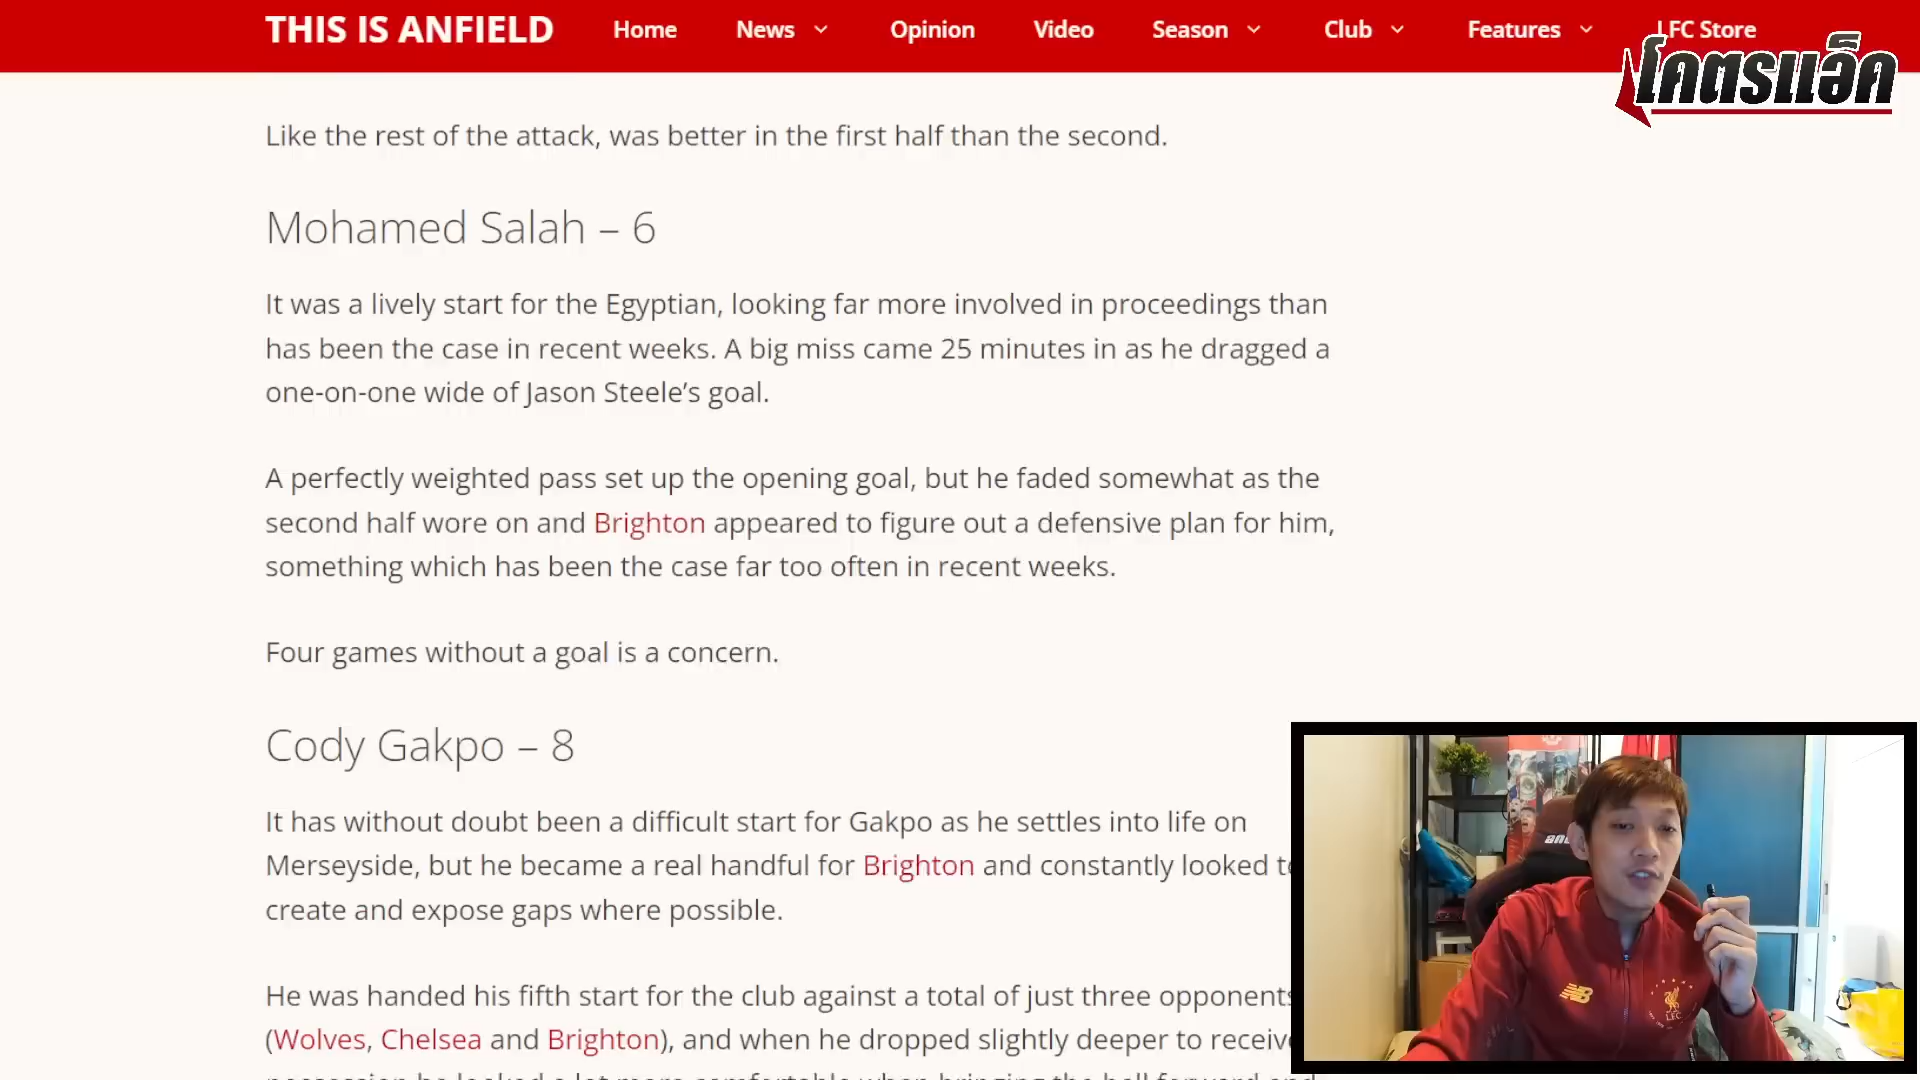 THIS IS ANFIELD Home News Opinion Video Season Club Features LFC Store
โคตรแอ็ค
Like the rest of the attack, was better in the first half than the second.
Mohamed Salah – 6
It was a lively start for the Egyptian, looking far more involved in proceedings than
has been the case in recent weeks. A big miss came 25 minutes in as he dragged a
one-on-one wide of Jason Steele’s goal.
A perfectly weighted pass set up the opening goal, but he faded somewhat as the
second half wore on and Brighton appeared to figure out a defensive plan for him,
something which has been the case far too often in recent weeks.
Four games without a goal is a concern.
Cody Gakpo – 8
It has without doubt been a difficult start for Gakpo as he settles into life on
Merseyside, but he became a real handful for Brighton and constantly looked
create and expose gaps where possible.
He was handed his fifth start for the club against a total of just three opponents
(Wolves, Chelsea and Brighton), and when he dropped slightly deeper to receive
NB
LFC